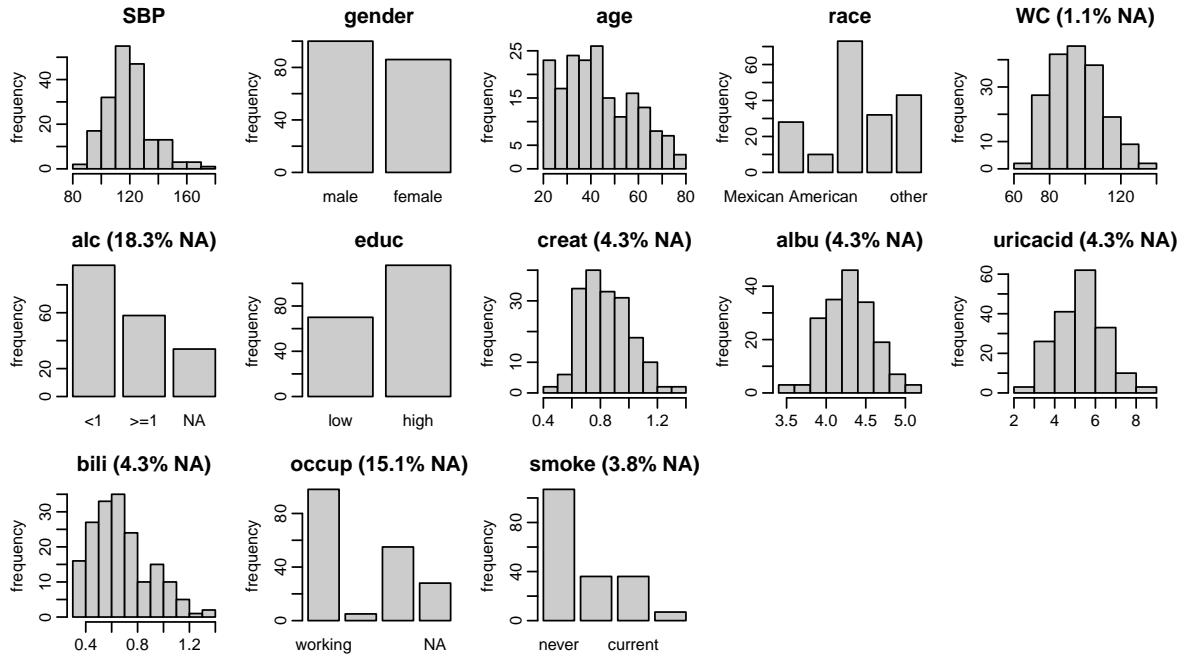 SBP
frequency
0 20 40
80 120 160
gender
frequency
0 40 80
male female
age
frequency
5 15 25
20 40 60 80
race
frequency
0 20 40 60
Mexican American other
WC (1.1% NA)
frequency
0 10 30
60 80 120
alc (18.3% NA)
frequency
0 20 40 60
<1 >=1 NA
educ
frequency
0 40 80
low high
creat (4.3% NA)
frequency
0 10 30
0.4 0.8 1.2
albu (4.3% NA)
frequency
0 20 40
3.5 4.0 4.5 5.0
uricacid (4.3% NA)
frequency
0 20 40 60
2 4 6 8
bili (4.3% NA)
frequency
0 10 20 30
0.4 0.8 1.2
occup (15.1% NA)
frequency
0 40 80
working NA
smoke (3.8% NA)
frequency
0 40 80
never current